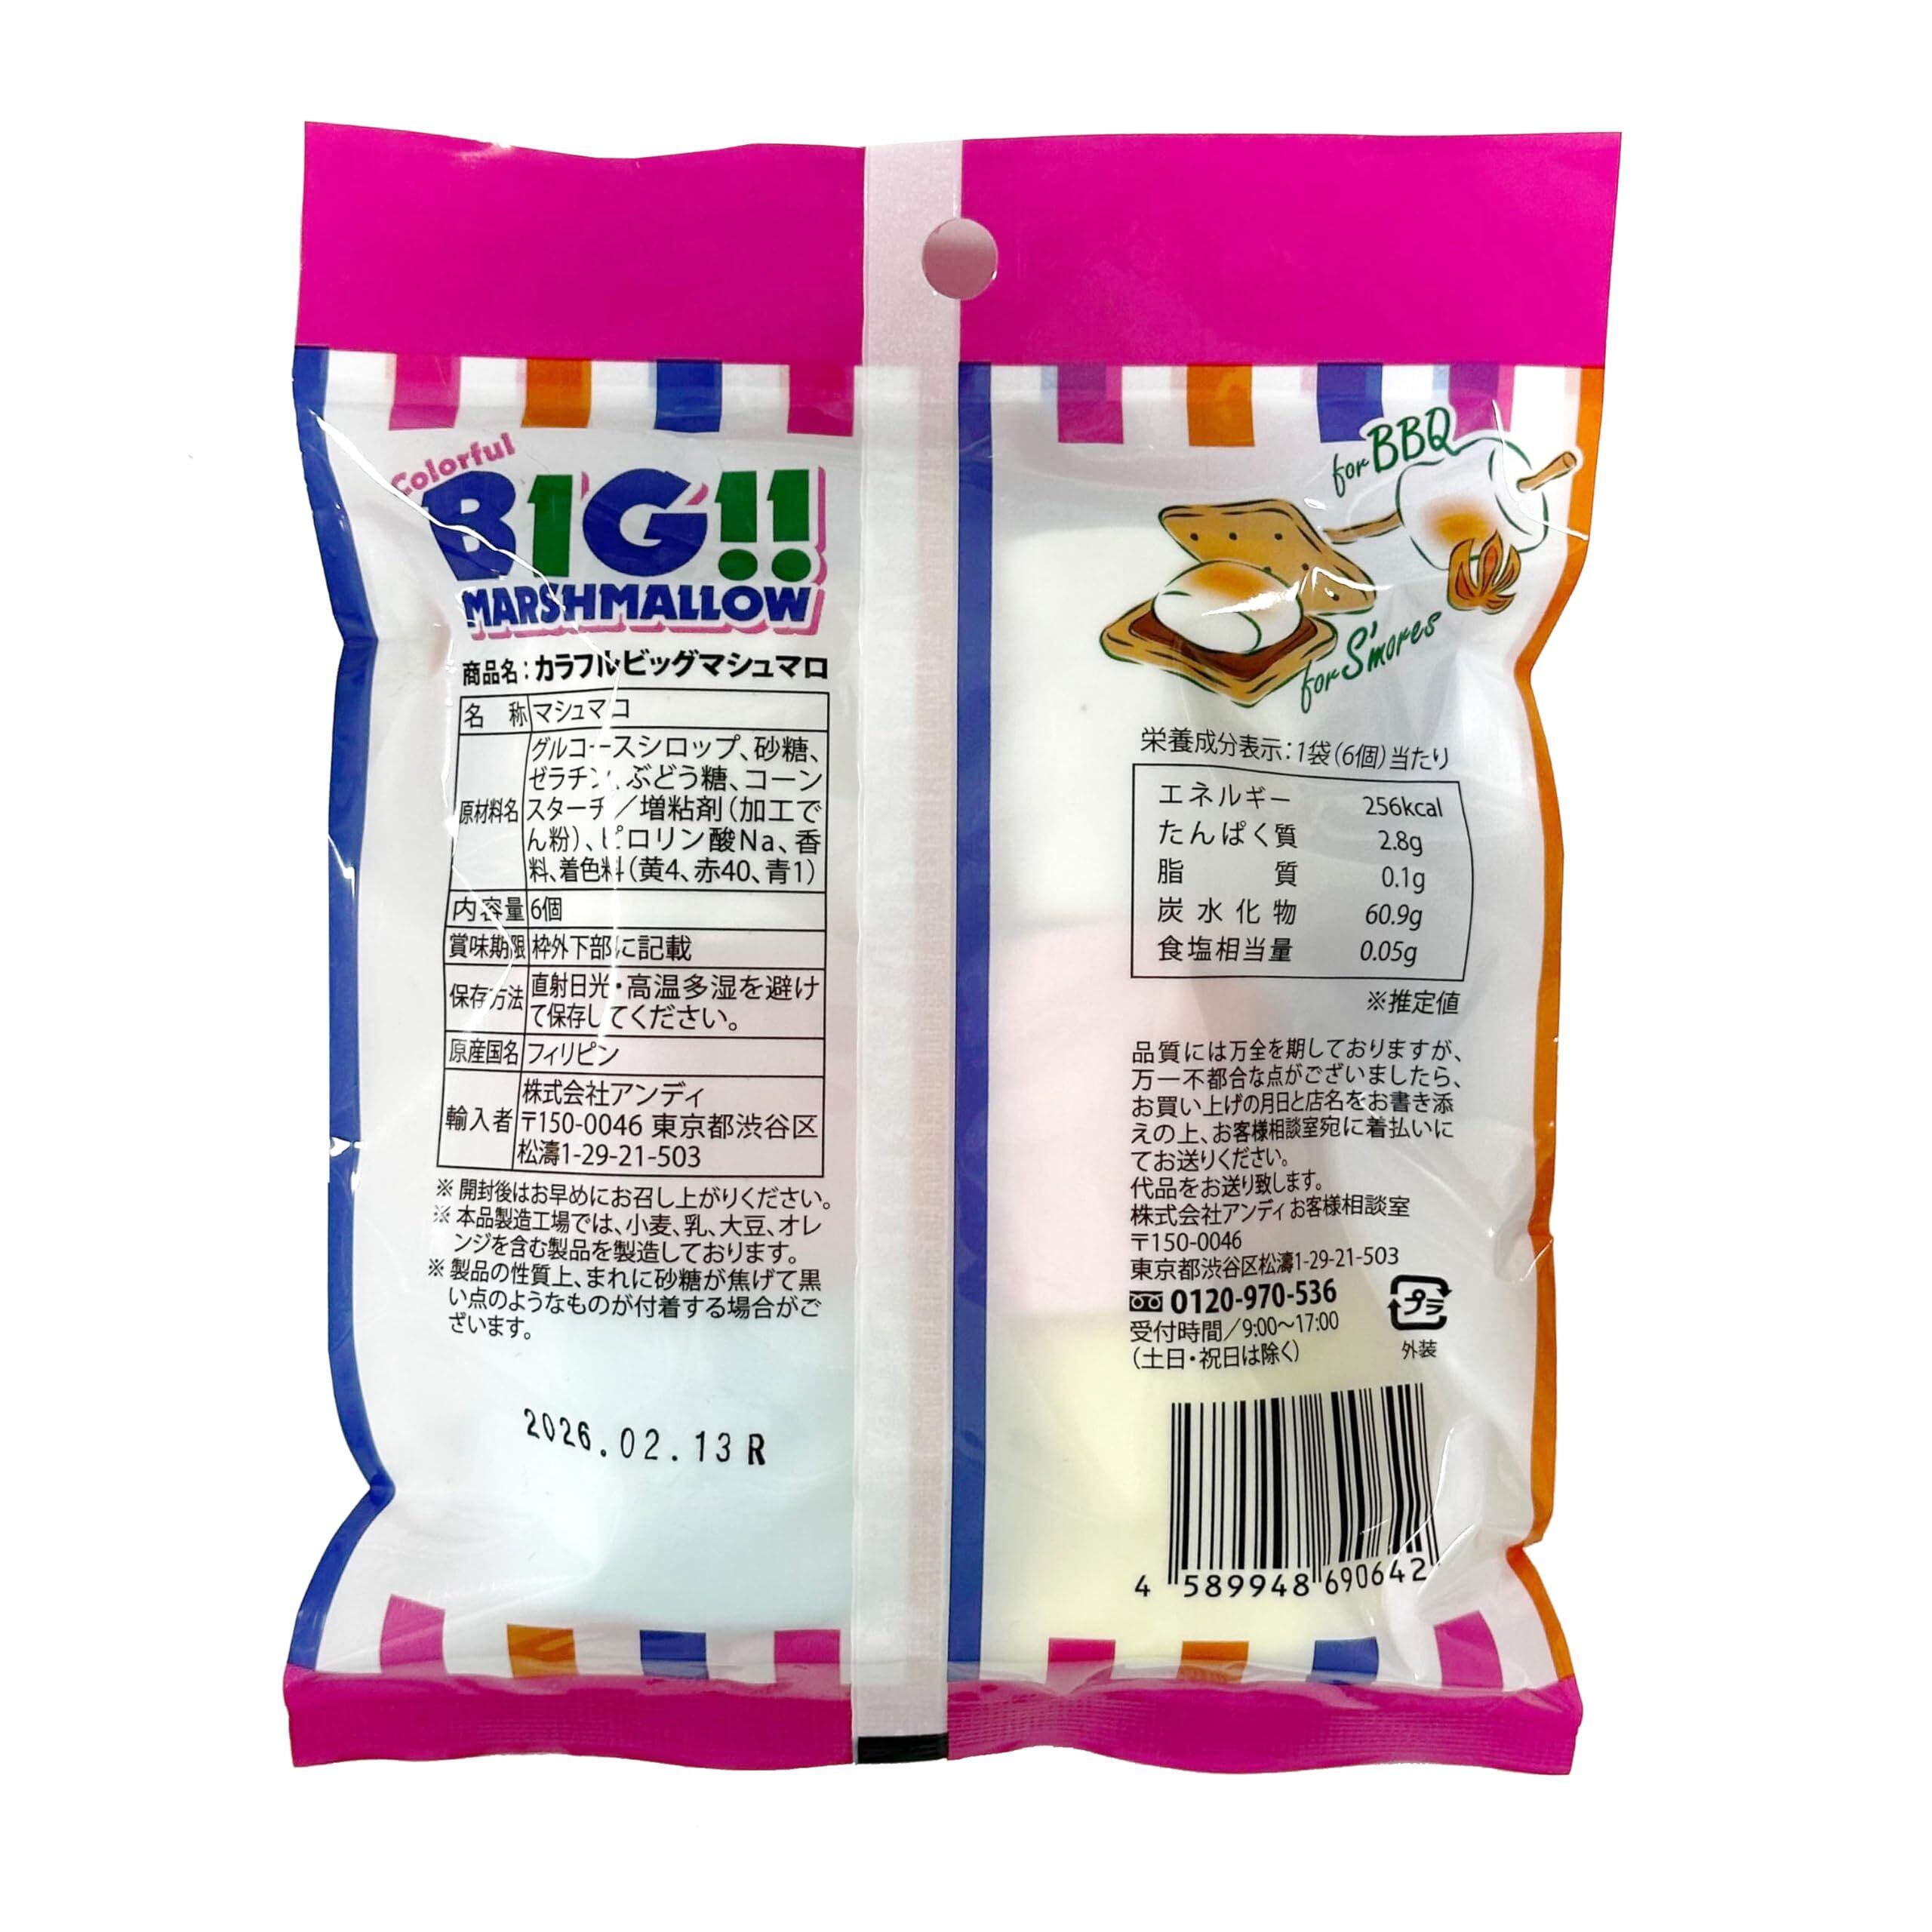 Colorful
BIG!!
MARSHMALLOW
商品名：カラフルビッグマシュマロ
名 称 マシュマロ
原材料名 グルコースシロップ、砂糖、
ゼラチン、ぶどう糖、コーン
スターチ／増粘剤（加工で
ん粉）、ピロリン酸Na、香
料、着色料（黄4、赤40、青1）
内容量 6個
賞味期限 枠外下部に記載
保存方法 直射日光・高温多湿を避け
て保存してください。
原産国名 フィリピン
輸入者 株式会社アンディ
〒150-0046 東京都渋谷区
松濤1-29-21-503
※ 開封後はお早めにお召し上がりください。
※ 本品製造工場では、小麦、乳、大豆、オレ
ンジを含む製品を製造しております。
※ 製品の性質上、まれに砂糖が焦げて黒
い点のようなものが付着する場合がご
ざいます。
2026.02.13 R
for BBQ
for S'mores
栄養成分表示：1袋（6個）当たり
エネルギー 256kcal
たんぱく質 2.8g
脂 質 0.1g
炭水化物 60.9g
食塩相当量 0.05g
※推定値
品質には万全を期しておりますが、
万一不都合な点がございましたら、
お買い上げの月日と店名をお書き添
えの上、お客様相談室宛に着払いに
てお送りください。
代品をお送り致します。
株式会社アンディお客様相談室
〒150-0046
東京都渋谷区松濤1-29-21-503
0120-970-536
受付時間／9:00～17:00
（土日・祝日は除く）
プラ
外装
4 589948 690642